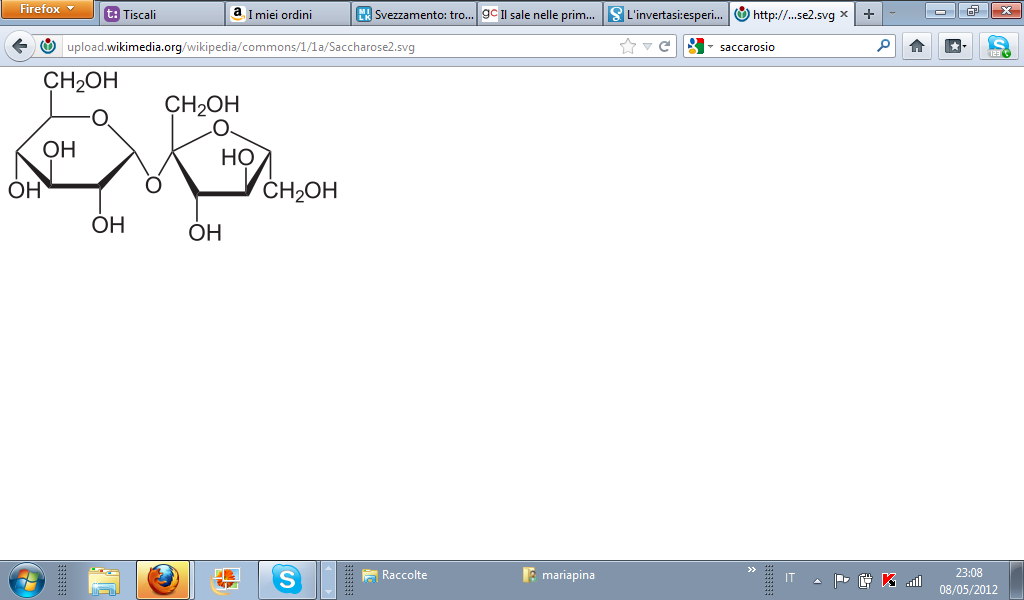 Firefox
Tiscali
I miei ordini
Svezzamento: tro...
Il sale nelle prim...
L'invertasi:esperi...
http://...se2.svg
upload.wikimedia.org/wikipedia/commons/1/1a/Saccharose2.svg
saccarosio
CH2OH
CH2OH
O
O
OH
HO
O
OH
CH2OH
OH
OH
Raccolte
mariapina
IT
23:08
08/05/2012